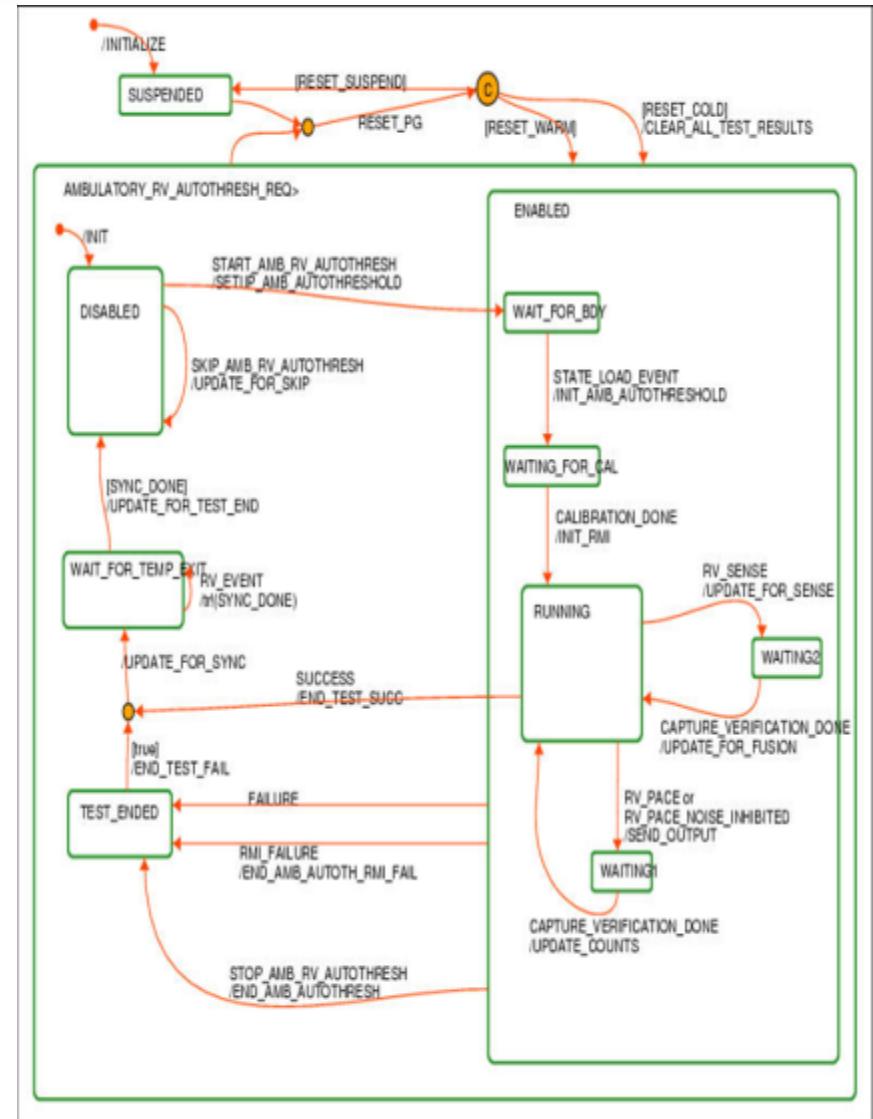 /INITIALIZE
SUSPENDED
[RESET_SUSPEND]
C
RESET_PG
[RESET_WARM]
[RESET_COLD]
/CLEAR_ALL_TEST_RESULTS
AMBULATORY_RV_AUTOTHRESH_REQ>
ENABLED
/INIT
DISABLED
START_AMB_RV_AUTOTHRESH
/SETUP_AMB_AUTOTHRESHOLD
WAIT_FOR_BDY
SKIP_AMB_RV_AUTOTHRESH
/UPDATE_FOR_SKIP
STATE_LOAD_EVENT
/INIT_AMB_AUTOTHRESHOLD
WAITING_FOR_CAL
[SYNC_DONE]
/UPDATE_FOR_TEST_END
CALIBRATION_DONE
/INIT_RMI
WAIT_FOR_TEMP_EXIT
RV_EVENT
/tr!(SYNC_DONE)
RUNNING
RV_SENSE
/UPDATE_FOR_SENSE
WAITING2
/UPDATE_FOR_SYNC
SUCCESS
/END_TEST_SUCC
CAPTURE_VERIFICATION_DONE
/UPDATE_FOR_FUSION
[true]
/END_TEST_FAIL
TEST_ENDED
FAILURE
RV_PACE or
RV_PACE_NOISE_INHIBITED
/SEND_OUTPUT
RMI_FAILURE
/END_AMB_AUTOTH_RMI_FAIL
WAITING1
CAPTURE_VERIFICATION_DONE
/UPDATE_COUNTS
STOP_AMB_RV_AUTOTHRESH
/END_AMB_AUTOTHRESH